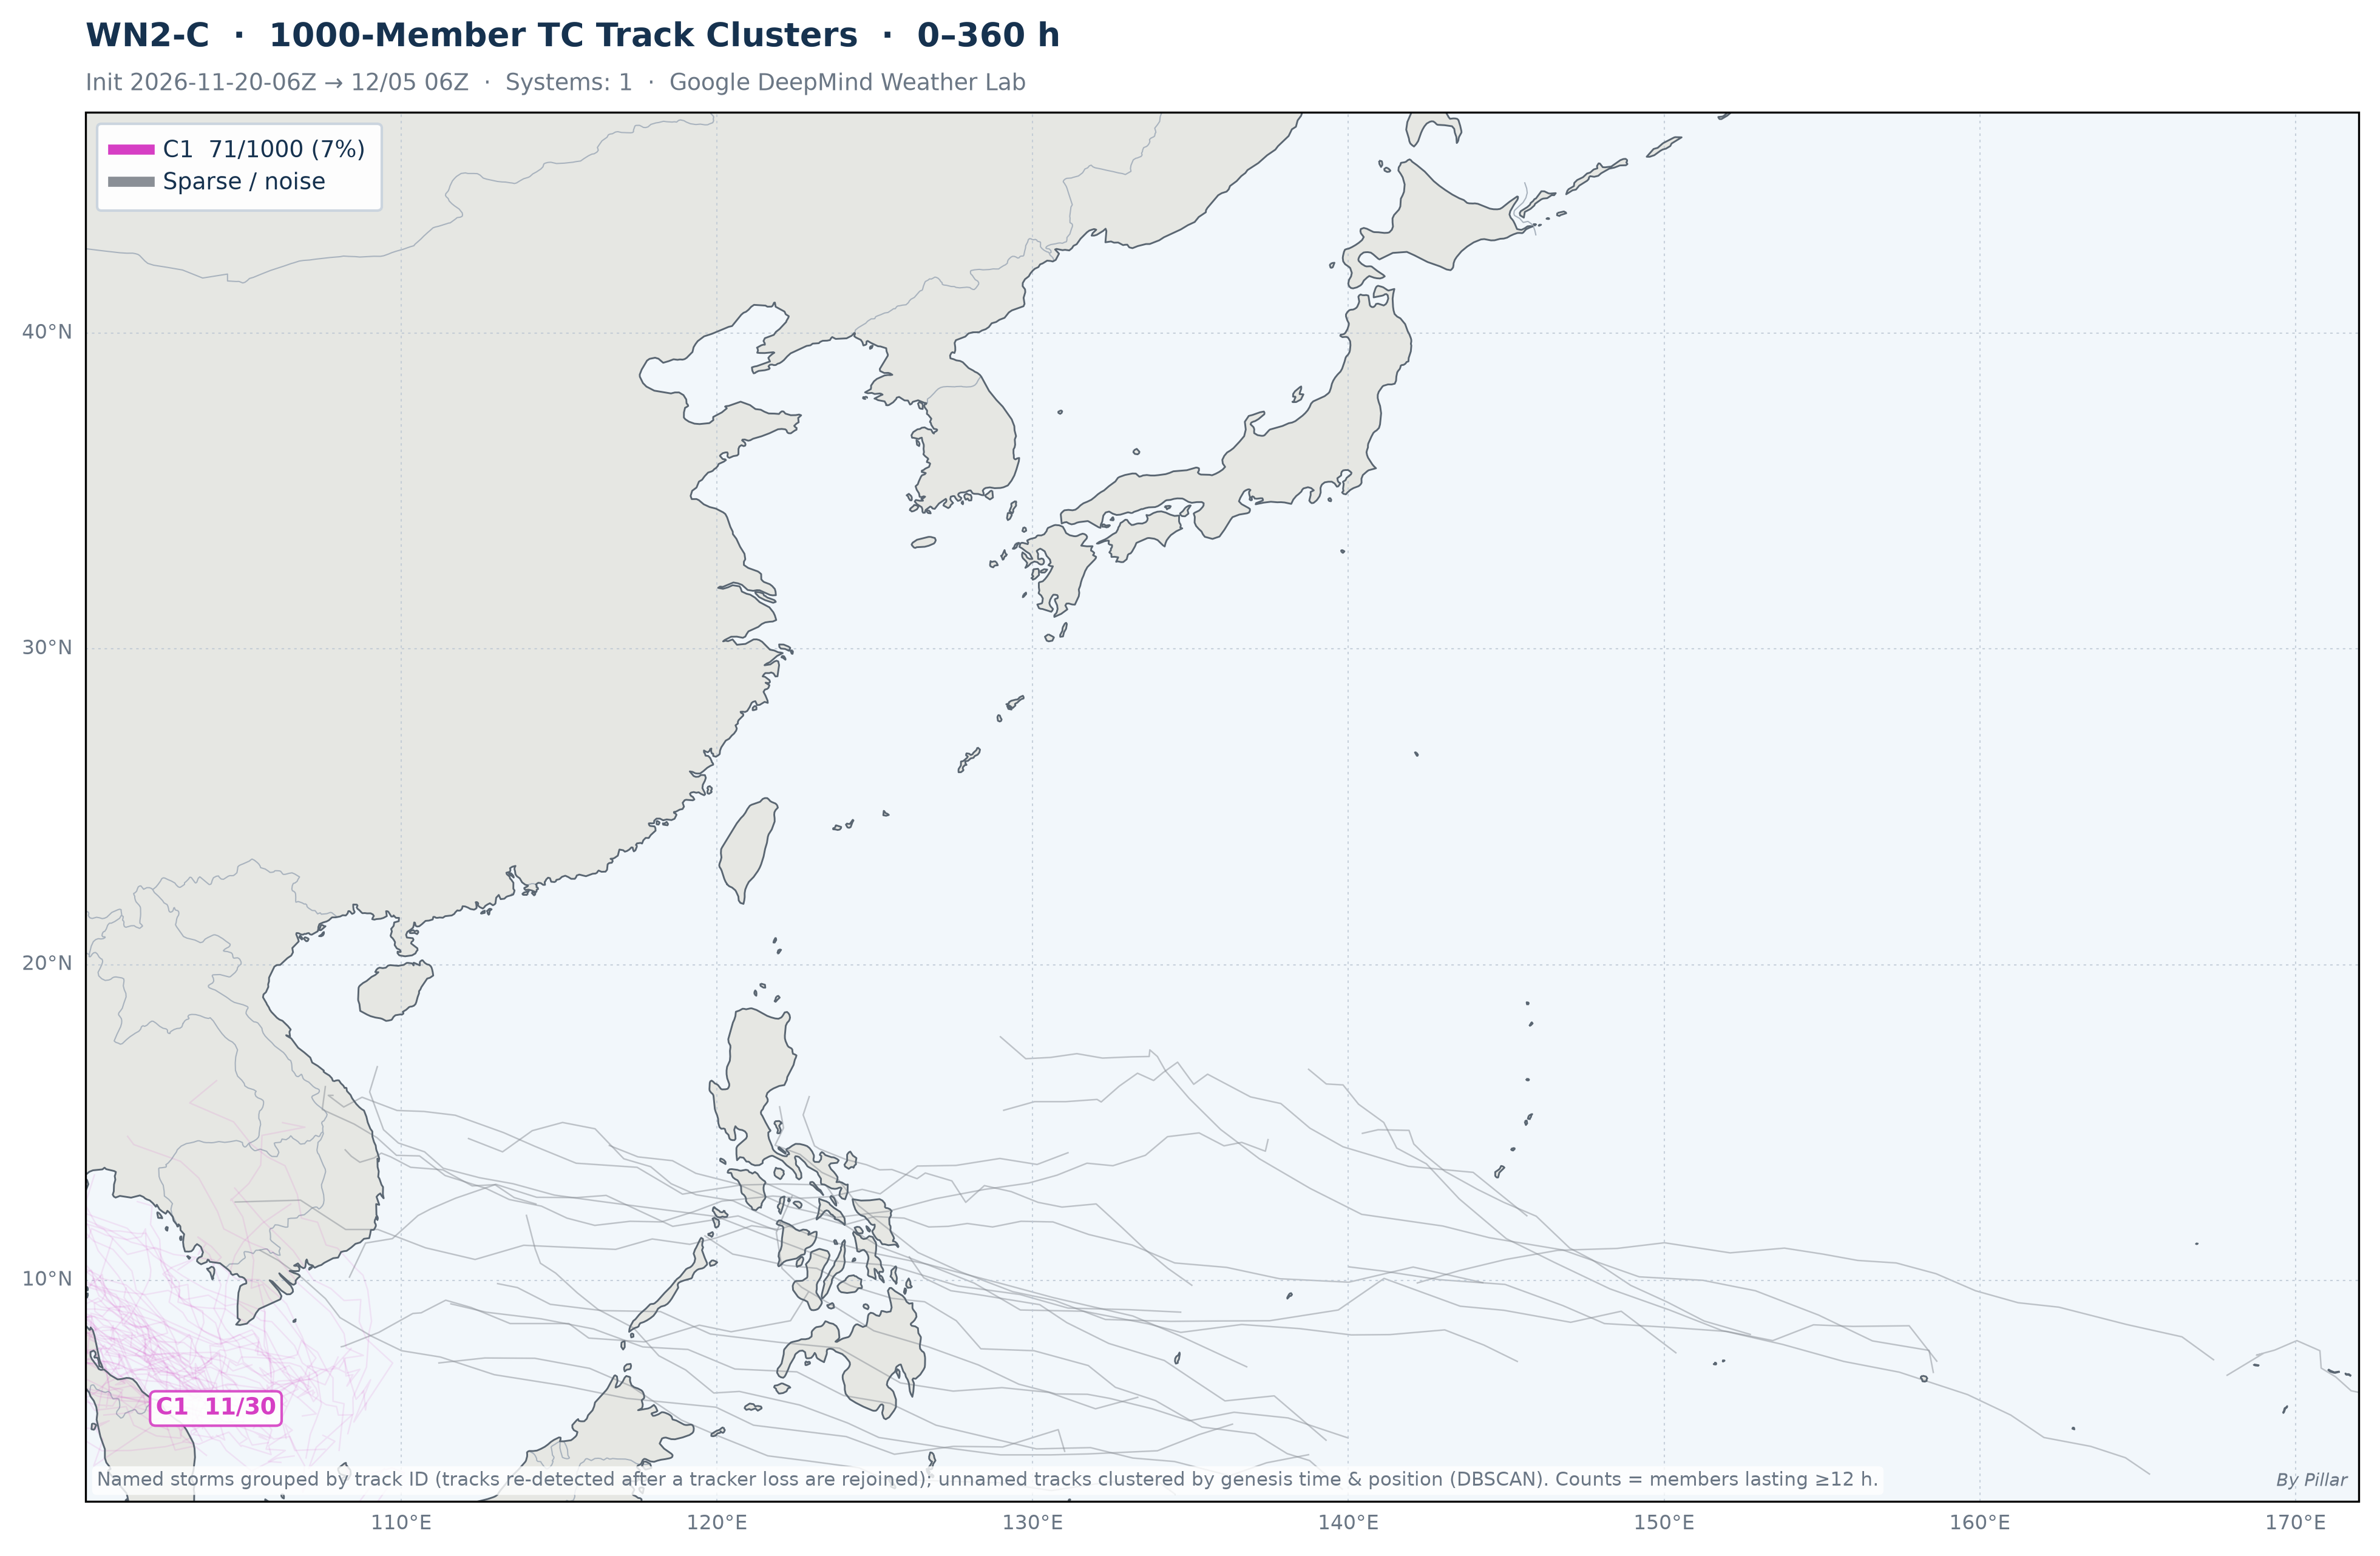 WN2-C · 1000-Member TC Track Clusters · 0–360 h
Init 2026-11-20-06Z → 12/05 06Z · Systems: 1 · Google DeepMind Weather Lab
C1 71/1000 (7%)
Sparse / noise
40°N
30°N
20°N
10°N
C1 11/30
Named storms grouped by track ID (tracks re-detected after a tracker loss are rejoined); unnamed tracks clustered by genesis time & position (DBSCAN). Counts = members lasting ≥12 h.
By Pillar
110°E 120°E 130°E 140°E 150°E 160°E 170°E